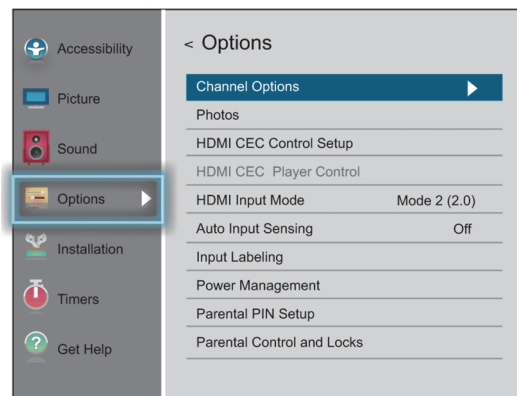 Accessibility
Picture
Sound
Options
Installation
Timers
Get Help
< Options
Channel Options
Photos
HDMI CEC Control Setup
HDMI CEC Player Control
HDMI Input Mode Mode 2 (2.0)
Auto Input Sensing Off
Input Labeling
Power Management
Parental PIN Setup
Parental Control and Locks